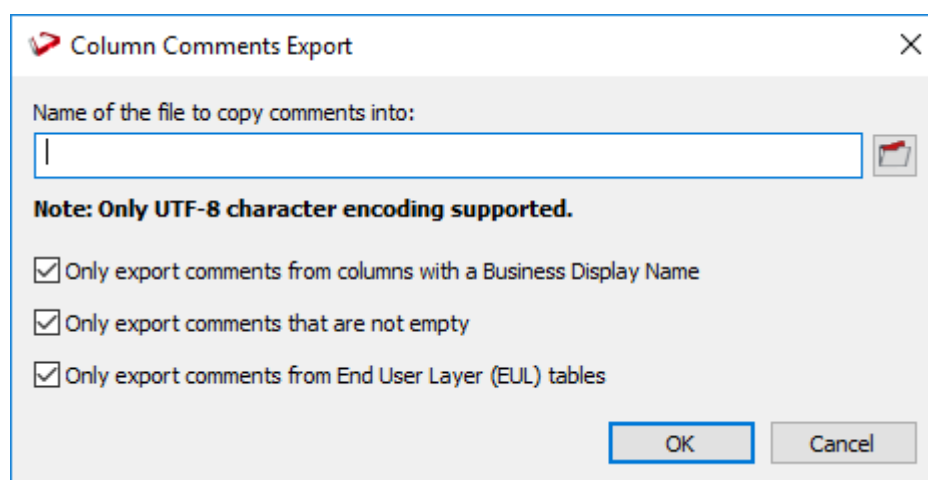 Column Comments Export
Name of the file to copy comments into:
Note: Only UTF-8 character encoding supported.
Only export comments from columns with a Business Display Name
Only export comments that are not empty
Only export comments from End User Layer (EUL) tables
OK Cancel